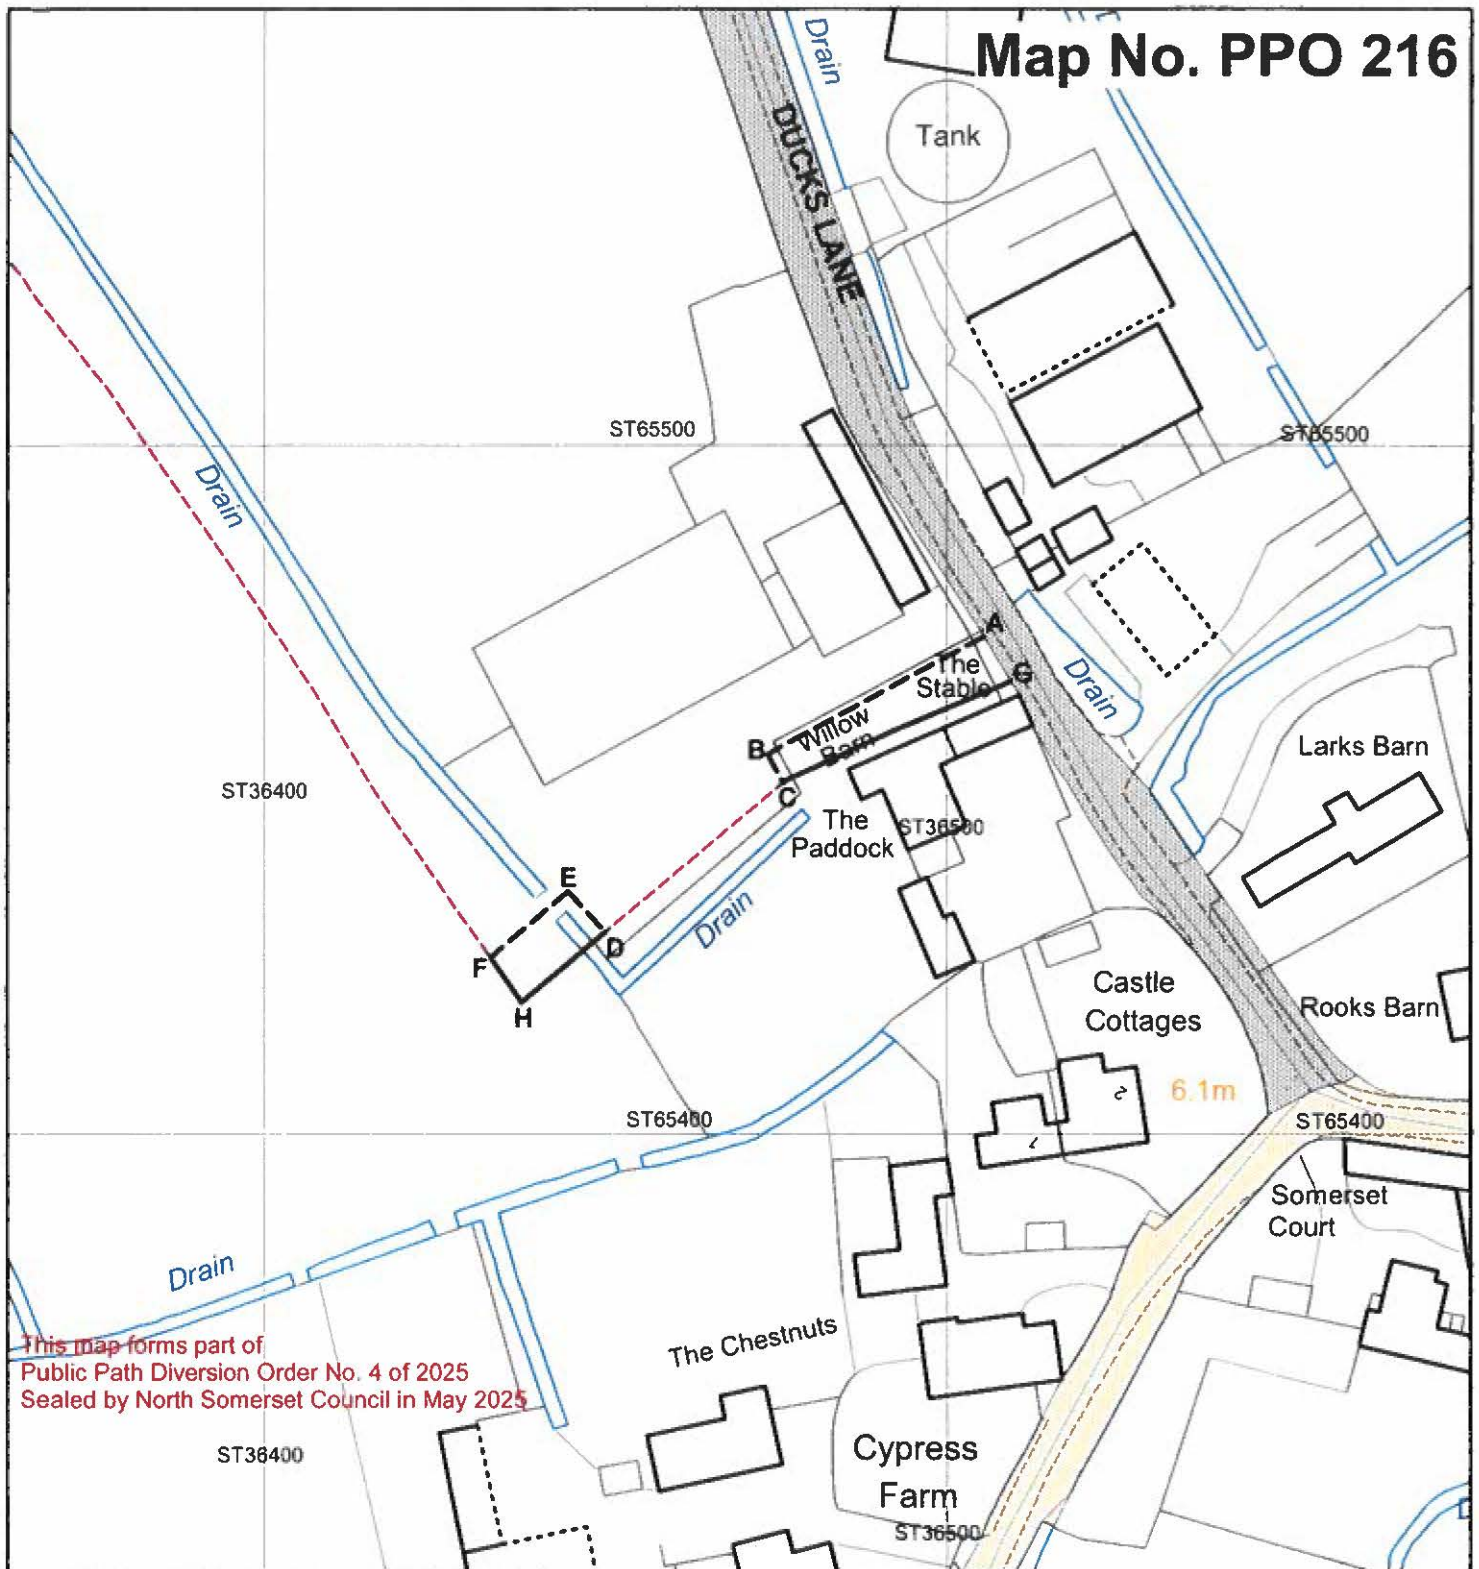 Map No. PPO 216
Drain
Tank
DUCKS LANE
ST65500
ST65500
Drain
A
The
Stable
G
Drain
Willow
Barn
B
C
Larks Barn
ST36400
The
Paddock
ST36500
E
Drain
D
F
H
Castle
Cottages
Rooks Barn
6.1m
2
1
ST65400
ST65400
Somerset
Court
Drain
The Chestnuts
This map forms part of
Public Path Diversion Order No. 4 of 2025
Sealed by North Somerset Council in May 2025
ST36400
Cypress
Farm
ST36500